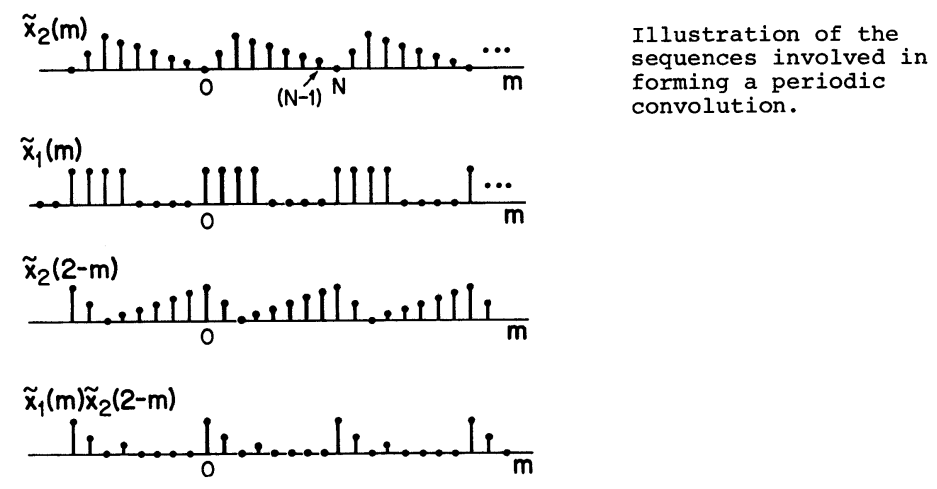 x̃₂(m)
Illustration of the
sequences involved in
forming a periodic
convolution.
...
0
(N-1)
N
m
x̃₁(m)
...
0
m
x̃₂(2-m)
0
N
m
x̃₁(m)x̃₂(2-m)
0
m